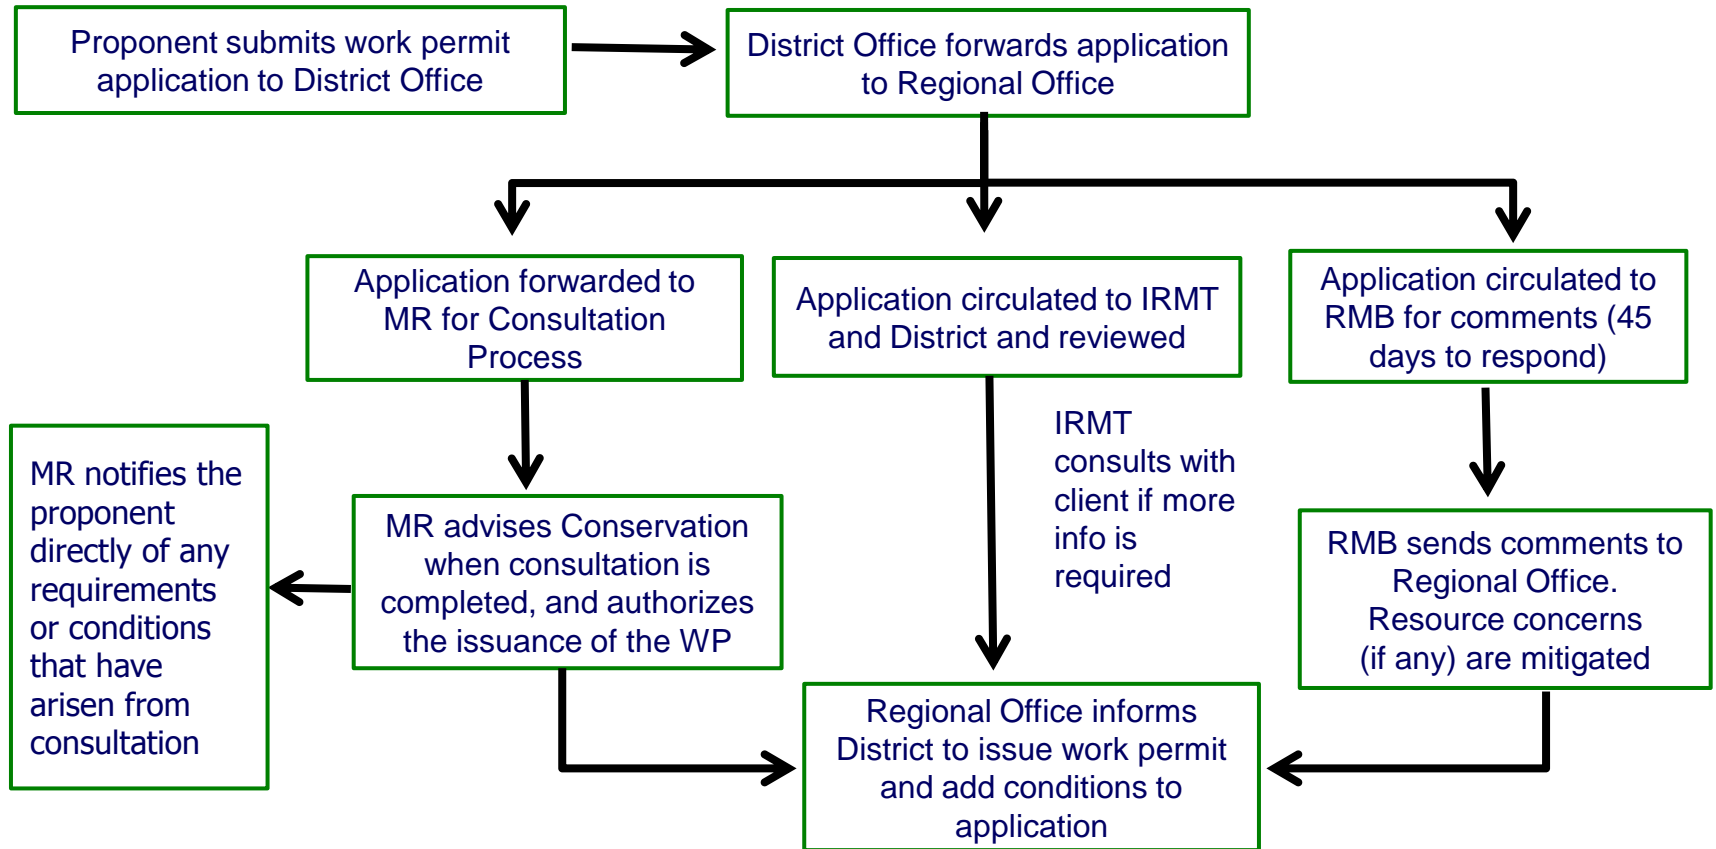 Proponent submits work permit
application to District Office
District Office forwards application
to Regional Office
Application forwarded to
MR for Consultation
Process
Application circulated to IRMT
and District and reviewed
Application circulated to
RMB for comments (45
days to respond)
IRMT
consults with
client if more
info is
required
MR notifies the
proponent
directly of any
requirements
or conditions
that have
arisen from
consultation
MR advises Conservation
when consultation is
completed, and authorizes
the issuance of the WP
RMB sends comments to
Regional Office.
Resource concerns
(if any) are mitigated
Regional Office informs
District to issue work permit
and add conditions to
application